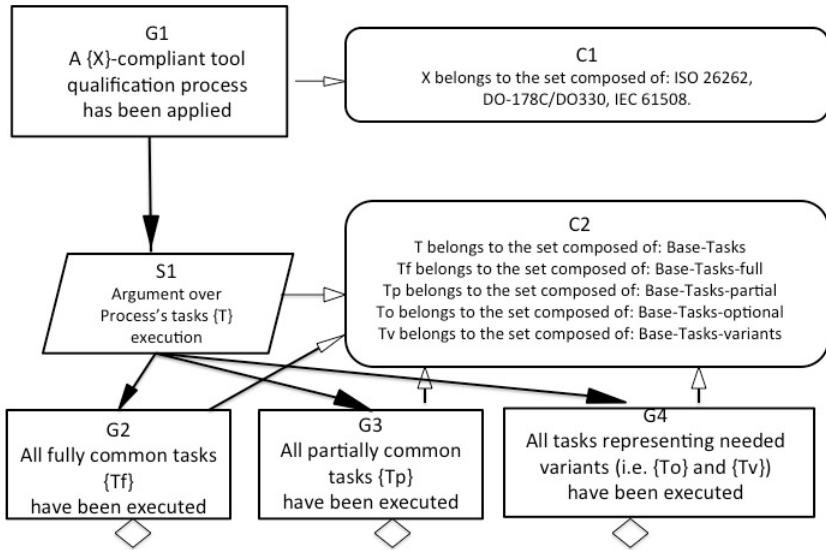 G1
A {X}-compliant tool
qualification process
has been applied
C1
X belongs to the set composed of: ISO 26262,
DO-178C/DO330, IEC 61508.
S1
Argument over
Process's tasks {T}
execution
C2
T belongs to the set composed of: Base-Tasks
Tf belongs to the set composed of: Base-Tasks-full
Tp belongs to the set composed of: Base-Tasks-partial
To belongs to the set composed of: Base-Tasks-optional
Tv belongs to the set composed of: Base-Tasks-variants
G2
All fully common tasks
{Tf}
have been executed
G3
All partially common
tasks {Tp}
have been executed
G4
All tasks representing needed
variants (i.e. {To} and {Tv})
have been executed